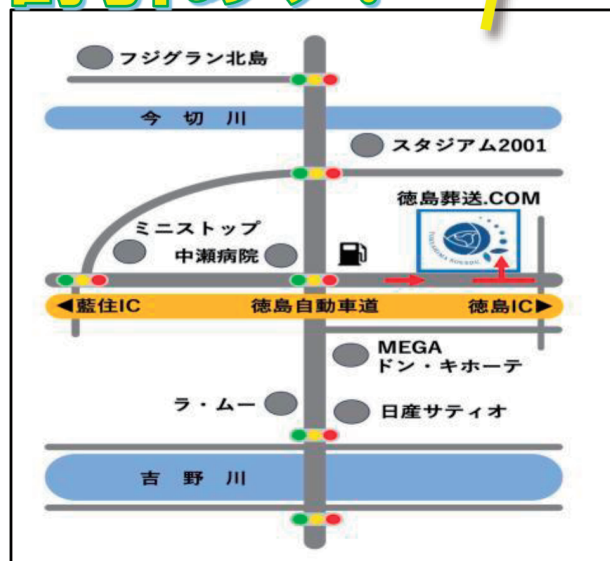 フジグラン北島
今切川
スタジアム2001
徳島葬送.COM
ミニストップ
中瀬病院
◀藍住IC
徳島自動車道
徳島IC▶
MEGA
ドン・キホーテ
ラ・ムー
日産サティオ
吉野川